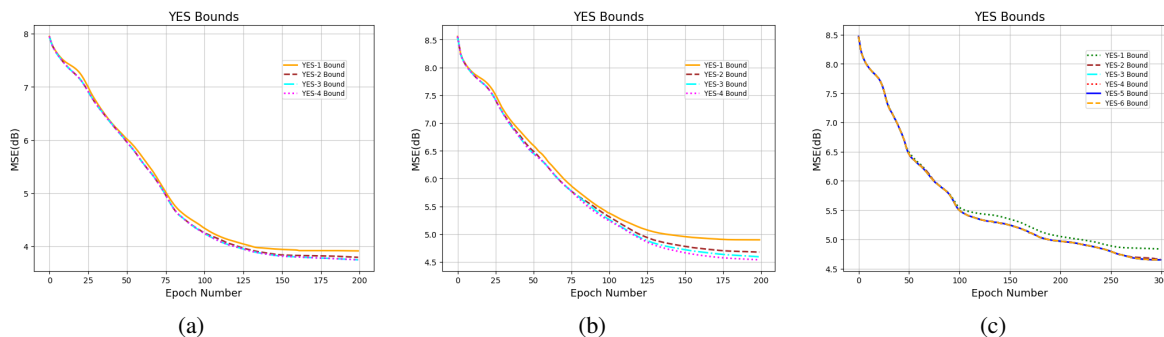 YES Bounds
MSE(dB)
8
7
6
5
4
YES-1 Bound
YES-2 Bound
YES-3 Bound
YES-4 Bound
0 25 50 75 100 125 150 175 200
Epoch Number
(a)
YES Bounds
MSE(dB)
8.5
8.0
7.5
7.0
6.5
6.0
5.5
5.0
4.5
YES-1 Bound
YES-2 Bound
YES-3 Bound
YES-4 Bound
0 25 50 75 100 125 150 175 200
Epoch Number
(b)
YES Bounds
MSE(dB)
8.5
8.0
7.5
7.0
6.5
6.0
5.5
5.0
4.5
YES-1 Bound
YES-2 Bound
YES-3 Bound
YES-4 Bound
YES-5 Bound
YES-6 Bound
0 50 100 150 200 250 300
Epoch Number
(c)